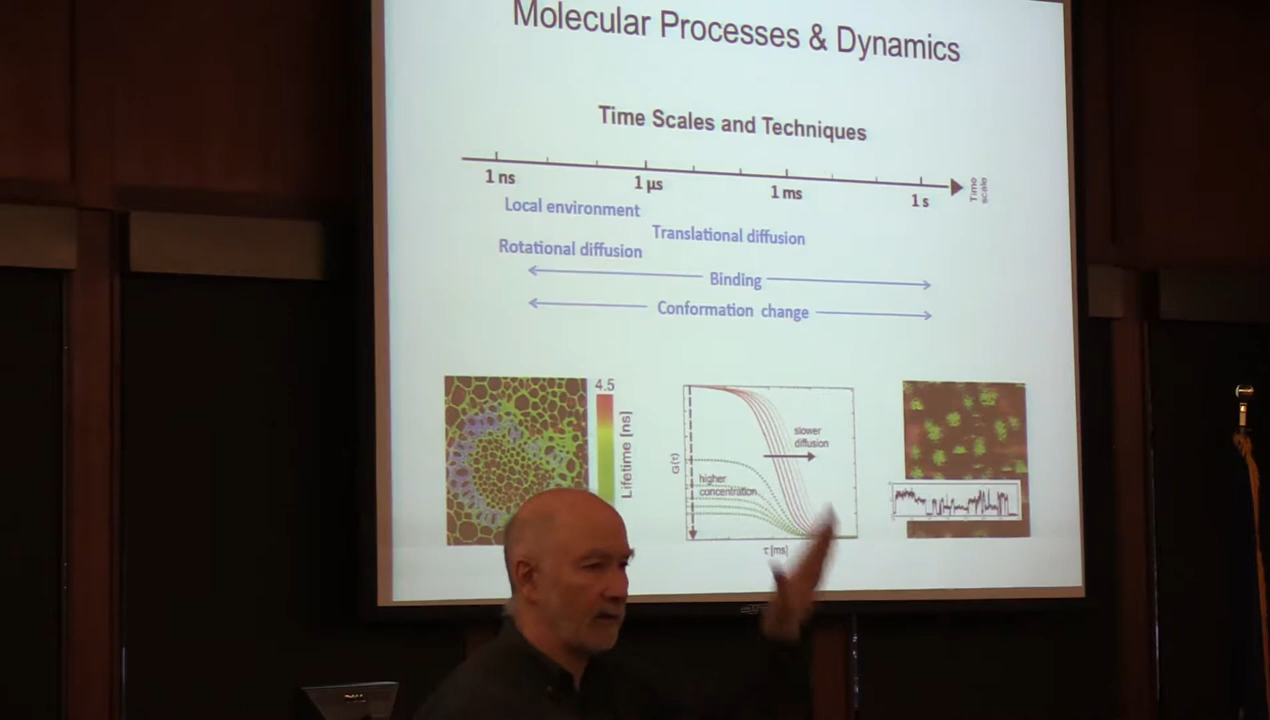 Molecular Processes & Dynamics
Time Scales and Techniques
1 ns
1 µs
1 ms
1 s
Time scale
Local environment
Translational diffusion
Rotational diffusion
Binding
Conformation change
4.5
Lifetime [ns]
G(τ)
slower
diffusion
higher
concentration
τ [ms]